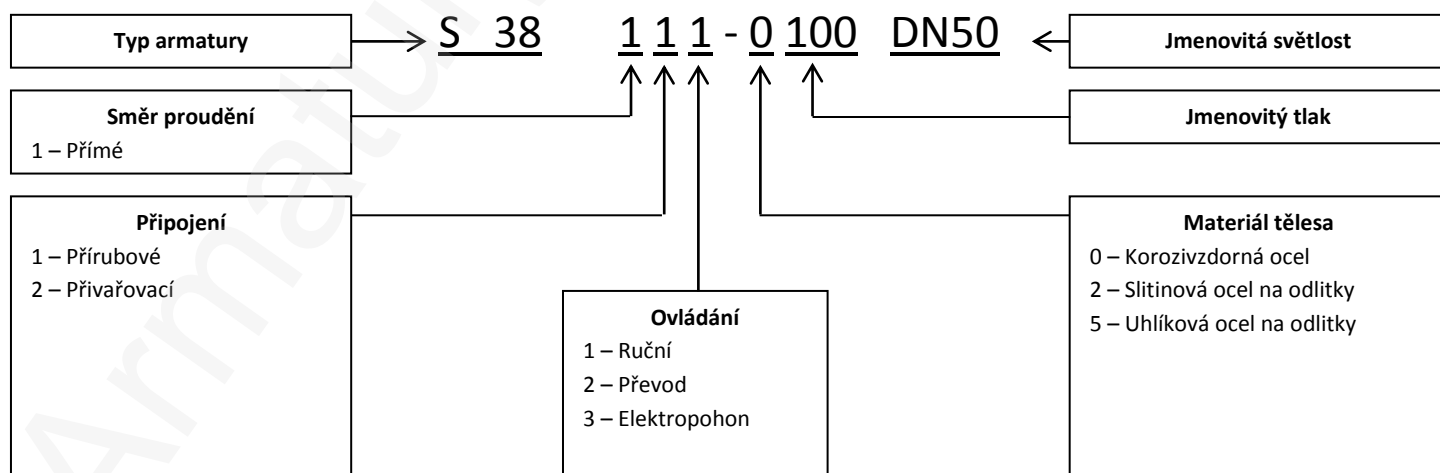 Typ armatury
S 38 1 1 1 - 0 100 DN50
Jmenovitá světlost
Směr proudění
1 – Přímé
Jmenovitý tlak
Připojení
1 – Přírubové
2 – Přivařovací
Ovládání
1 – Ruční
2 – Převod
3 – Elektropohon
Materiál tělesa
0 – Korozivzdorná ocel
2 – Slitinová ocel na odlitky
5 – Uhlíková ocel na odlitky
Armatu